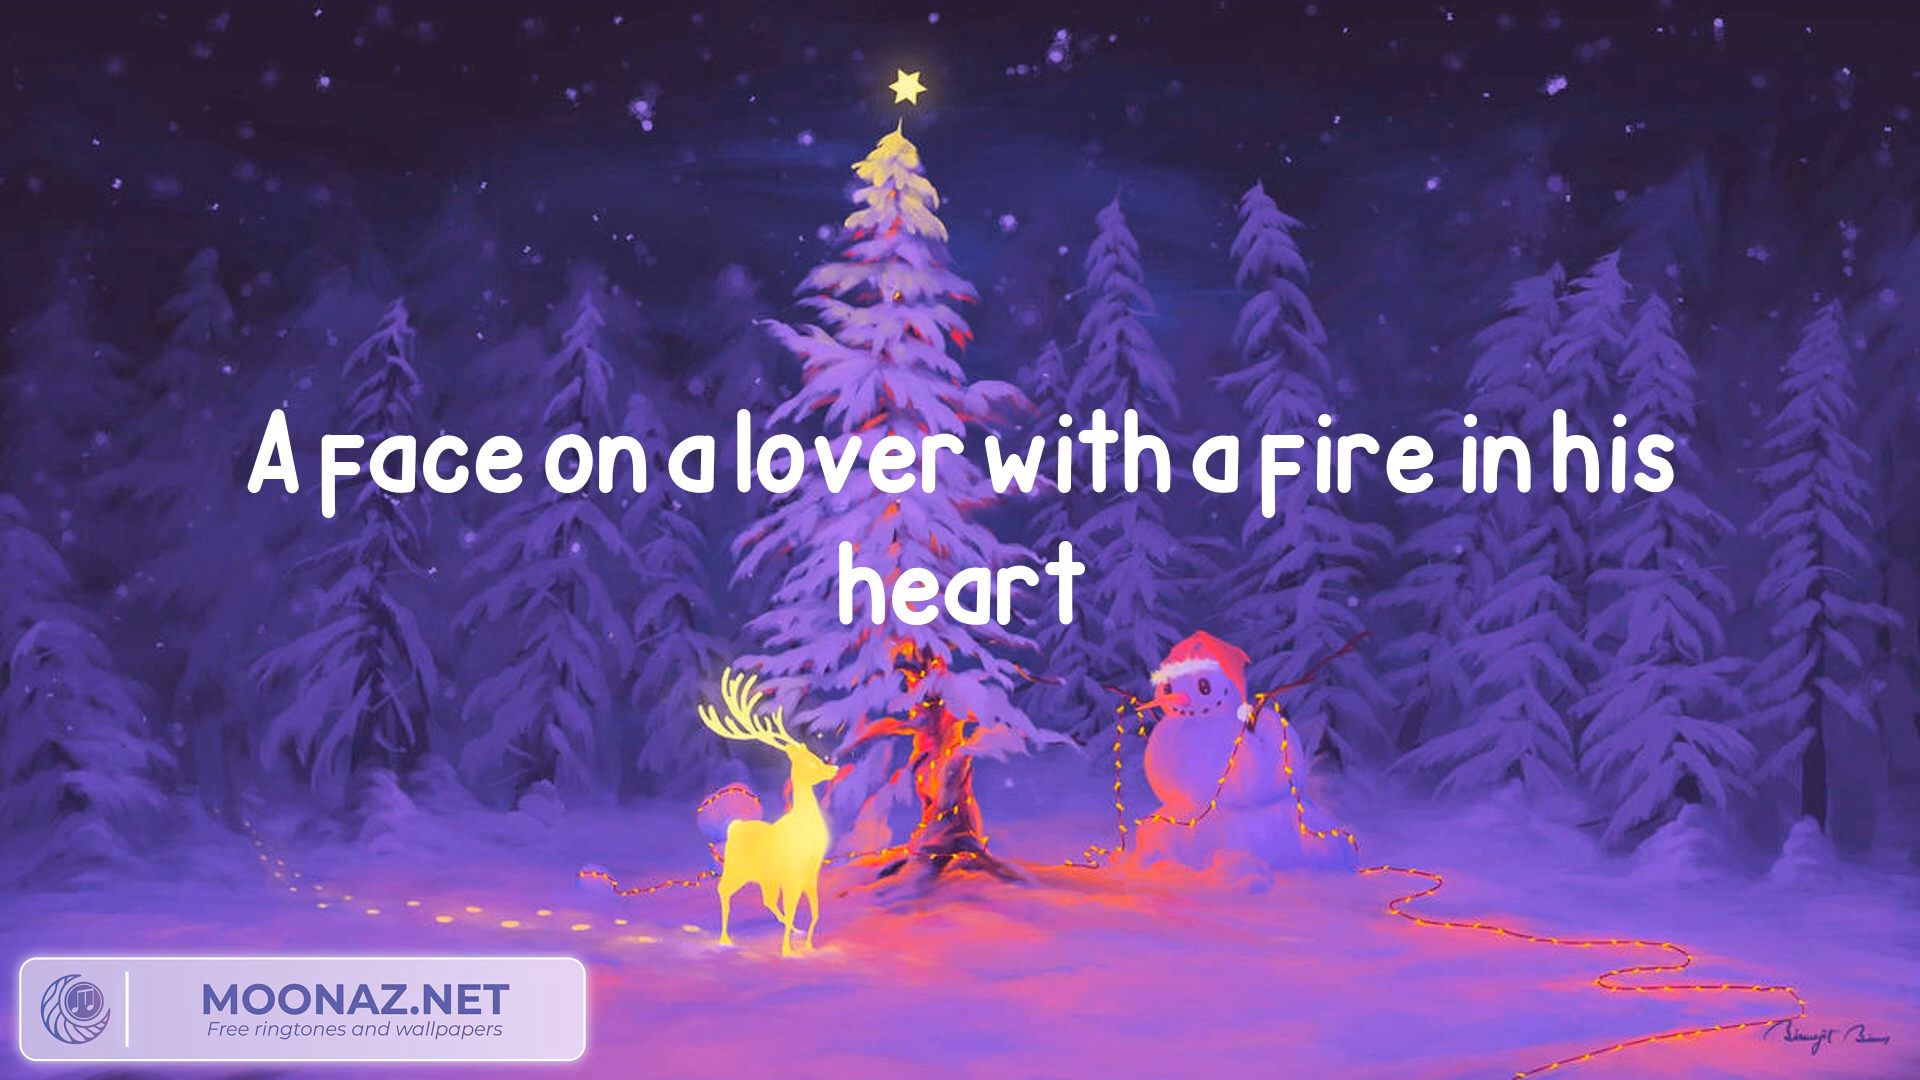 A face on a lover with a fire in his
heart
MOONAZ.NET
Free ringtones and wallpapers